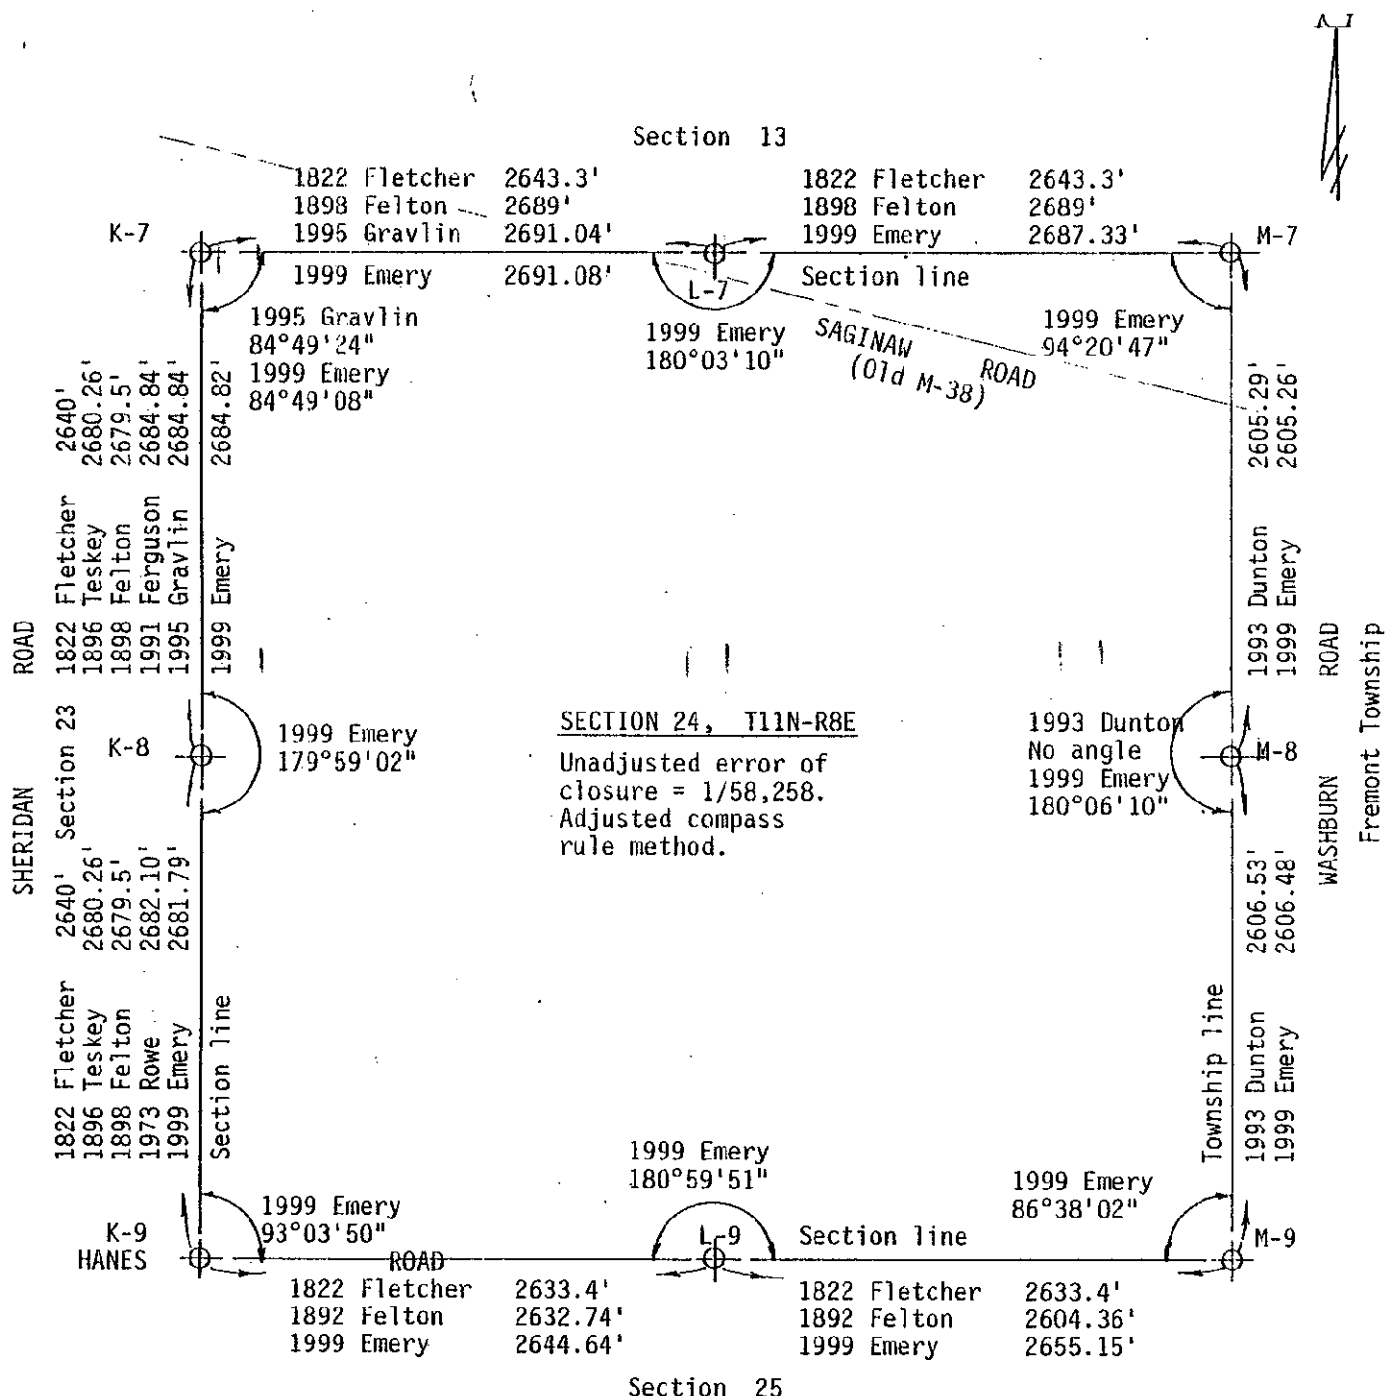 Section 13
1822 Fletcher 2643.3'
1898 Felton 2689'
1995 Gravlin 2691.04'
1999 Emery 2691.08'
1822 Fletcher 2643.3'
1898 Felton 2689'
1999 Emery 2687.33'
Section line
K-7
L-7
M-7
1995 Gravlin
84°49'24"
1999 Emery
84°49'08"
1999 Emery
180°03'10"
SAGINAW ROAD
(Old M-38)
1999 Emery
94°20'47"
1822 Fletcher 2640'
1896 Teskey 2680.26'
1898 Felton 2679.5'
1991 Ferguson 2684.84'
1995 Gravlin 2684.84'
1999 Emery 2684.82'
1993 Dunton 2605.29'
1999 Emery 2605.26'
SHERIDAN ROAD
Section 23
K-8
1999 Emery
179°59'02"
SECTION 24, T11N-R8E
Unadjusted error of
closure = 1/58,258.
Adjusted compass
rule method.
1993 Dunton
No angle
1999 Emery
180°06'10"
M-8
WASHBURN ROAD
Fremont Township
1822 Fletcher 2640'
1896 Teskey 2680.26'
1898 Felton 2679.5'
1973 Rowe 2682.10'
1999 Emery 2681.79'
Section line
Township line
1993 Dunton 2606.53'
1999 Emery 2606.48'
1999 Emery
93°03'50"
1999 Emery
180°59'51"
1999 Emery
86°38'02"
K-9
L-9
Section line
M-9
HANES ROAD
1822 Fletcher 2633.4'
1892 Felton 2632.74'
1999 Emery 2644.64'
1822 Fletcher 2633.4'
1892 Felton 2604.36'
1999 Emery 2655.15'
Section 25